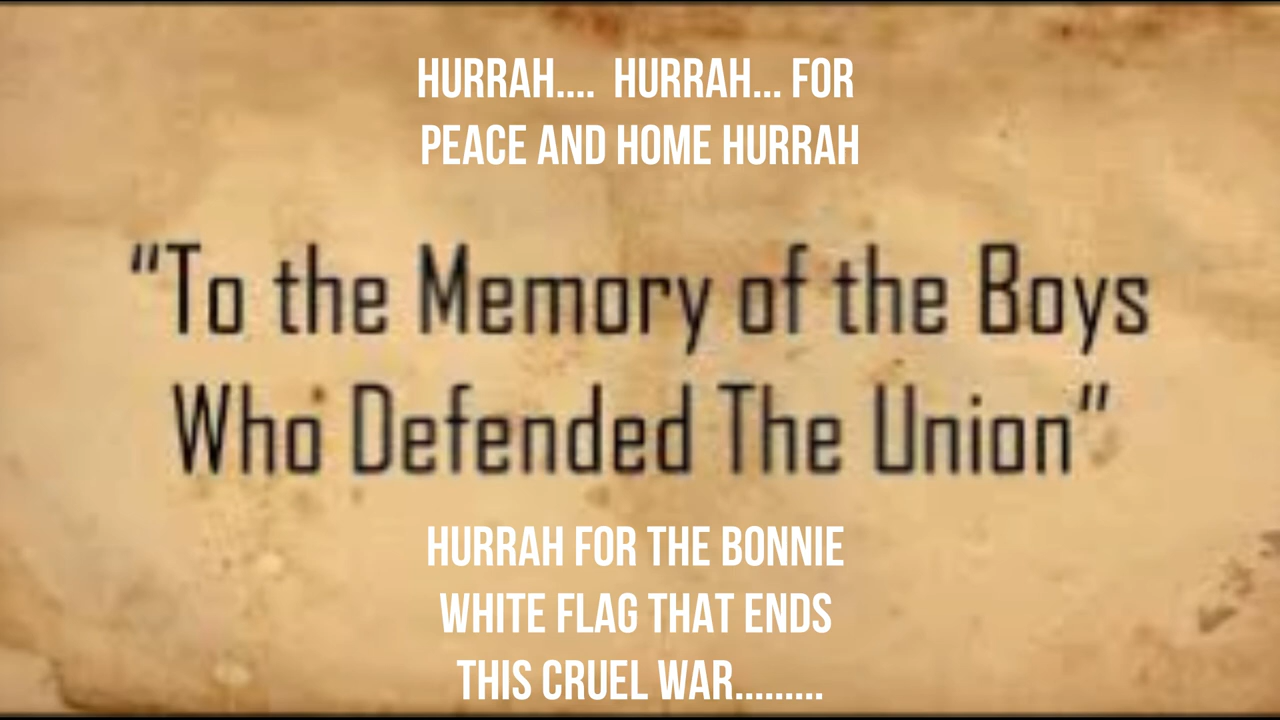 HURRAH.... HURRAH... FOR
PEACE AND HOME HURRAH
“To the Memory of the Boys
Who Defended The Union”
HURRAH FOR THE BONNIE
WHITE FLAG THAT ENDS
THIS CRUEL WAR.........